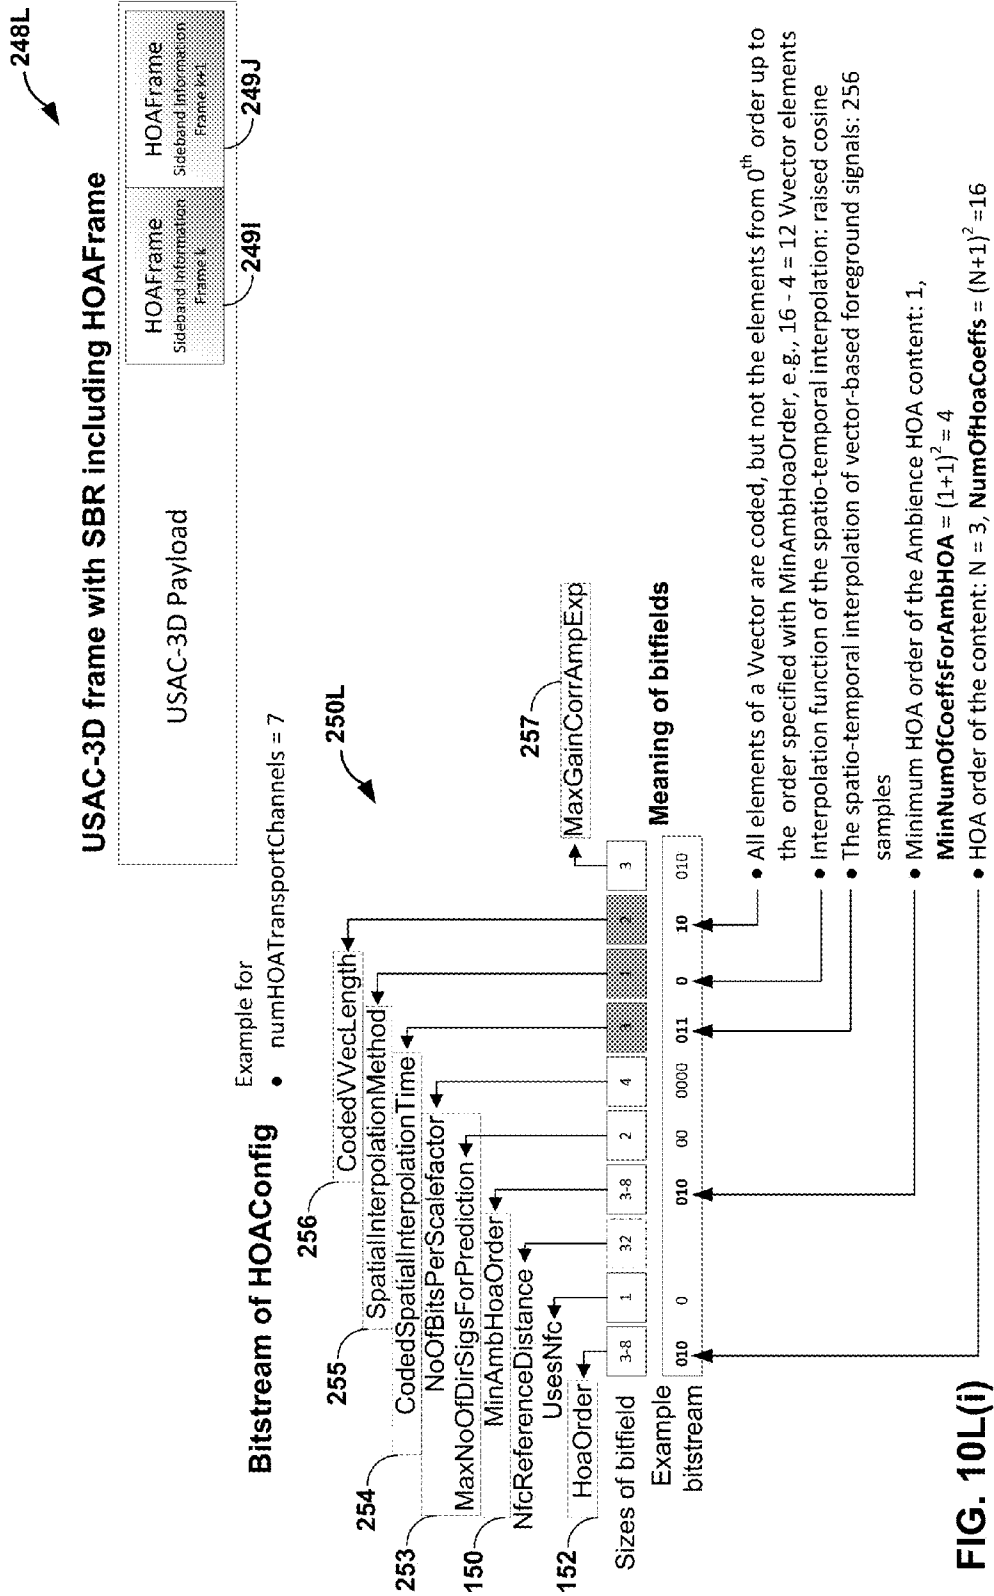 248L
USAC-3D frame with SBR including HOAFrame
USAC-3D Payload
HOAFrame
Sideband Information
Frame k
HOAFrame
Sideband Information
Frame k+1
249I
249J
Bitstream of HOAConfig
Example for
• numHOATransportChannels = 7
250L
256
CodedVVecLength
255
SpatialInterpolationMethod
254
CodedSpatialInterpolationTime
NoOfBitsPerScalefactor
253
MaxNoOfDirSigsForPrediction
150
MinAmbHoaOrder
NfcReferenceDistance
UsesNfc
152
HoaOrder
MaxGainCorrAmpExp
257
Sizes of bitfield
3-8 1 32 3-8 2 4 1 3
Meaning of bitfields
Example
bitstream
010 0 010 00 0000 011 0 10 010
• All elements of a Vvector are coded, but not the elements from 0th order up to
the order specified with MinAmbHoaOrder, e.g., 16 - 4 = 12 Vvector elements
• Interpolation function of the spatio-temporal interpolation: raised cosine
• The spatio-temporal interpolation of vector-based foreground signals: 256
samples
• Minimum HOA order of the Ambience HOA content: 1,
MinNumOfCoeffsForAmbHOA = (1+1)² = 4
• HOA order of the content: N = 3, NumOfHoaCoeffs = (N+1)² =16
FIG. 10L(i)